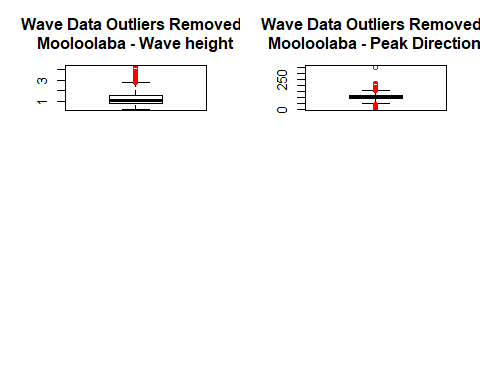 Wave Data Outliers Removed
Mooloolaba - Wave height
3
1
Wave Data Outliers Removed
Mooloolaba - Peak Direction
250
0